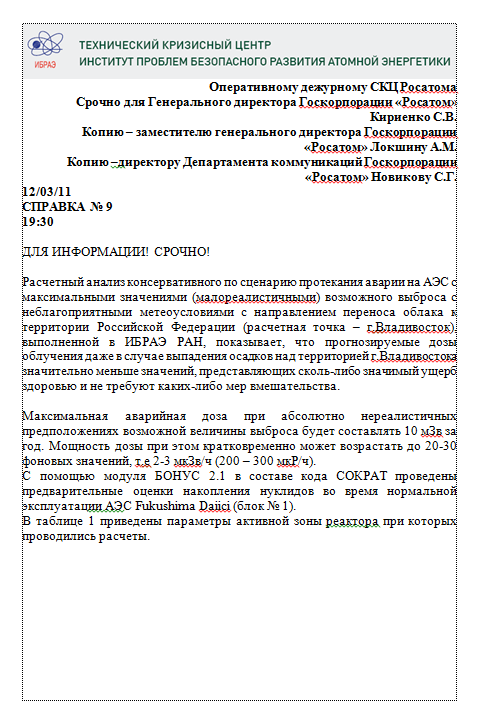 ТЕХНИЧЕСКИЙ КРИЗИСНЫЙ ЦЕНТР
ИБРАЭ
ИНСТИТУТ ПРОБЛЕМ БЕЗОПАСНОГО РАЗВИТИЯ АТОМНОЙ ЭНЕРГЕТИКИ
Оперативному дежурному СКЦ Росатома
Срочно для Генерального директора Госкорпорации «Росатом»
Кириенко С.В.
Копию – заместителю генерального директора Госкорпорации
«Росатом» Локшину А.М.
Копию –директору Департамента коммуникаций Госкорпорации
«Росатом» Новикову С.Г.
12/03/11
СПРАВКА № 9
19:30
ДЛЯ ИНФОРМАЦИИ! СРОЧНО!
Расчетный анализ консервативного по сценарию протекания аварии на АЭС с
максимальными значениями (малореалистичными) возможного выброса с
неблагоприятными метеоусловиями с направлением переноса облака к
территории Российской Федерации (расчетная точка – г.Владивосток),
выполненной в ИБРАЭ РАН, показывает, что прогнозируемые дозы
облучения даже в случае выпадения осадков над территорией г.Владивостока
значительно меньше значений, представляющих сколь-либо значимый ущерб
здоровью и не требуют каких-либо мер вмешательства.
Максимальная аварийная доза при абсолютно нереалистичных
предположениях возможной величины выброса будет составлять 10 мЗв за
год. Мощность дозы при этом кратковременно может возрастать до 20-30
фоновых значений, т.е 2-3 мкЗв/ч (200 – 300 мкР/ч).
С помощью модуля БОНУС 2.1 в составе кода СОКРАТ проведены
предварительные оценки накопления нуклидов во время нормальной
эксплуатации АЭС Fukushima Daiici (блок № 1).
В таблице 1 приведены параметры активной зоны реактора при которых
проводились расчеты.